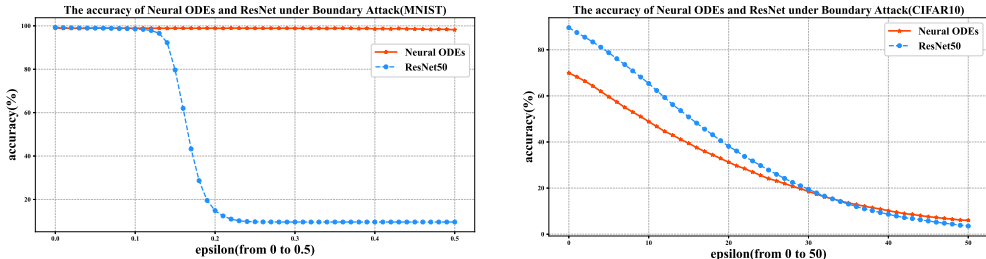 The accuracy of Neural ODEs and ResNet under Boundary Attack(MNIST)
100
80
60
40
20
accuracy(%)
Neural ODEs
ResNet50
0.0 0.1 0.2 0.3 0.4 0.5
epsilon(from 0 to 0.5)
The accuracy of Neural ODEs and ResNet under Boundary Attack(CIFAR10)
80
60
40
20
0
accuracy(%)
Neural ODEs
ResNet50
0 10 20 30 40 50
epsilon(from 0 to 50)